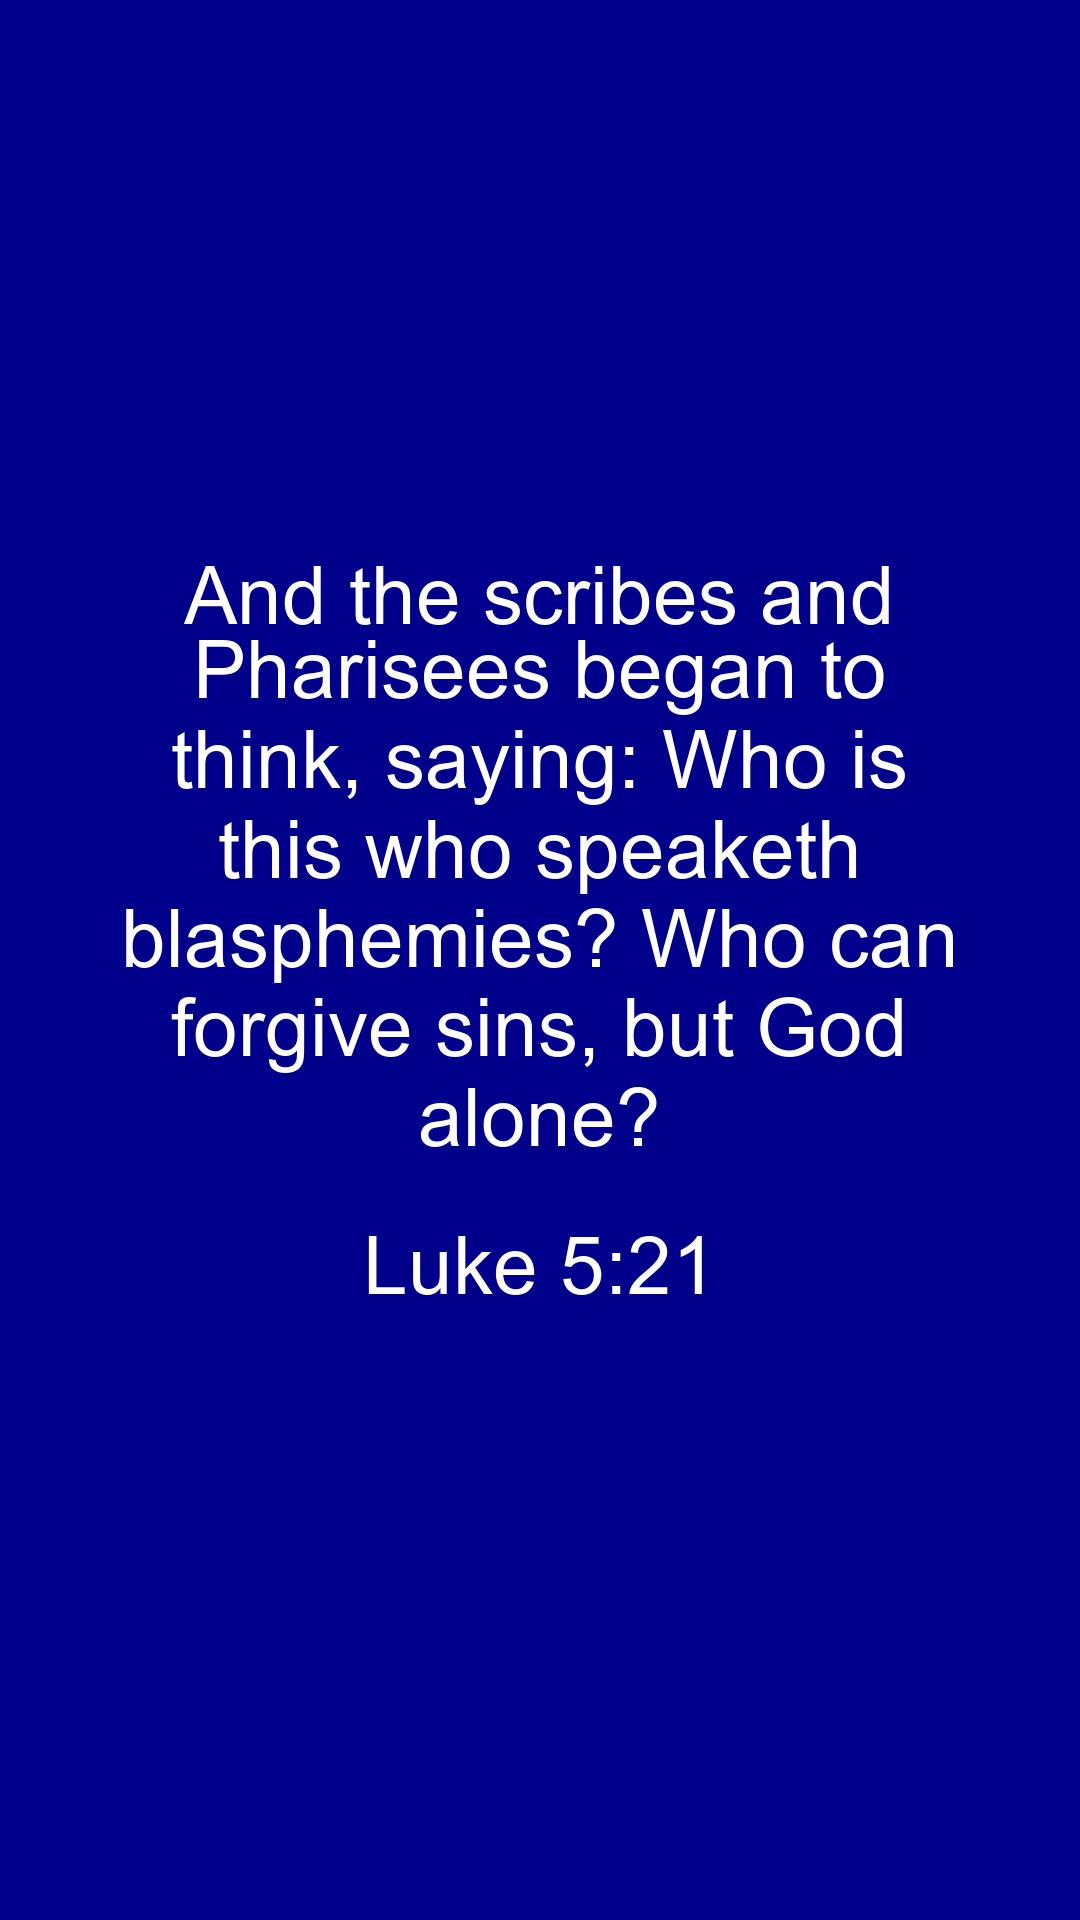 And the scribes and
Pharisees began to
think, saying: Who is
this who speaketh
blasphemies? Who can
forgive sins, but God
alone?
Luke 5:21